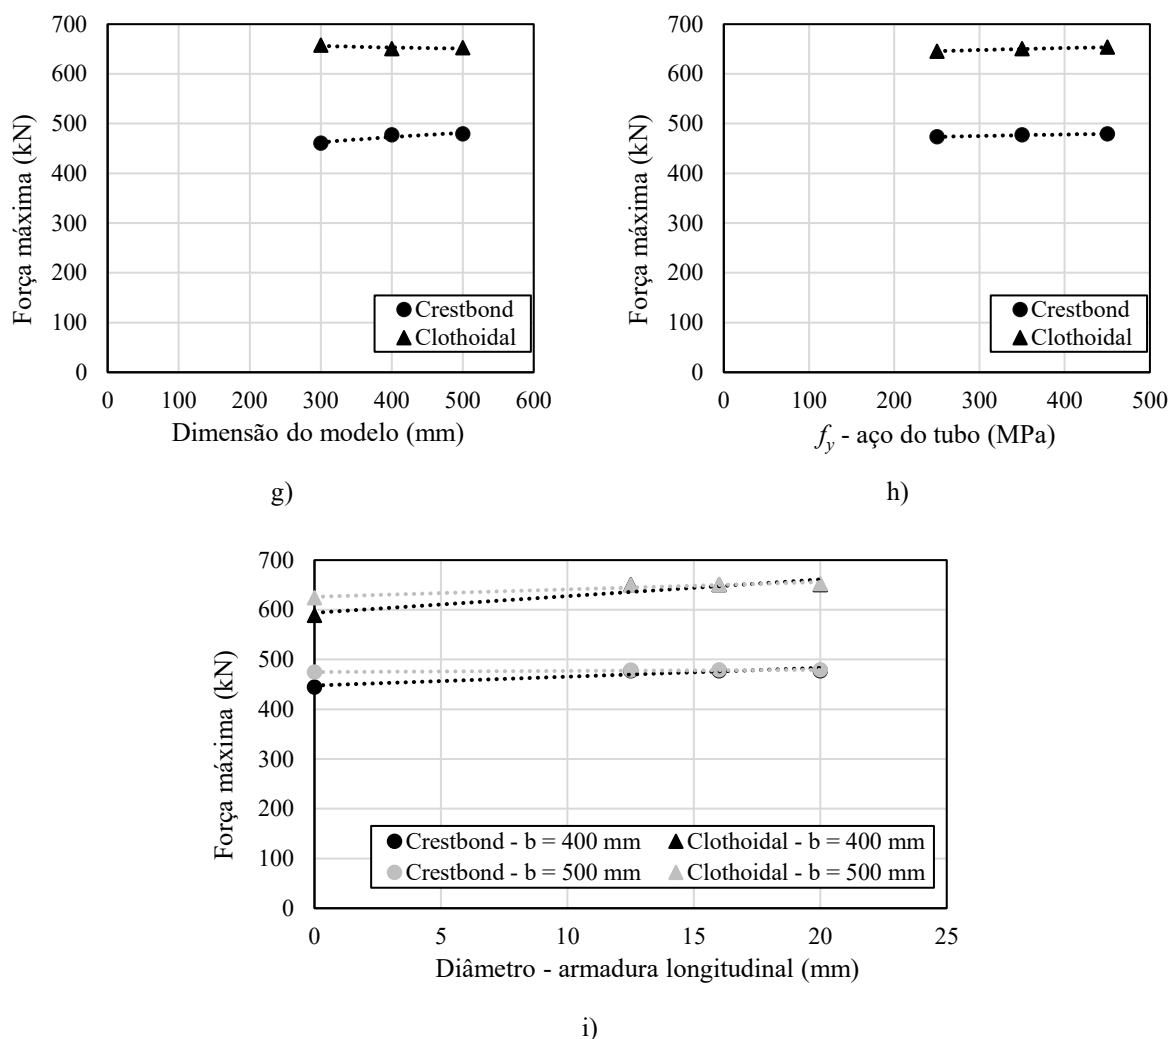 700
600
500
400
300
200
100
0
Força máxima (kN)
Crestbond
Clothoidal
0 100 200 300 400 500 600
Dimensão do modelo (mm)
g)
700
600
500
400
300
200
100
0
Força máxima (kN)
Crestbond
Clothoidal
0 100 200 300 400 500
fy - aço do tubo (MPa)
h)
700
600
500
400
300
200
100
0
Força máxima (kN)
Crestbond - b = 400 mm Clothoidal - b = 400 mm
Crestbond - b = 500 mm Clothoidal - b = 500 mm
0 5 10 15 20 25
Diâmetro - armadura longitudinal (mm)
i)